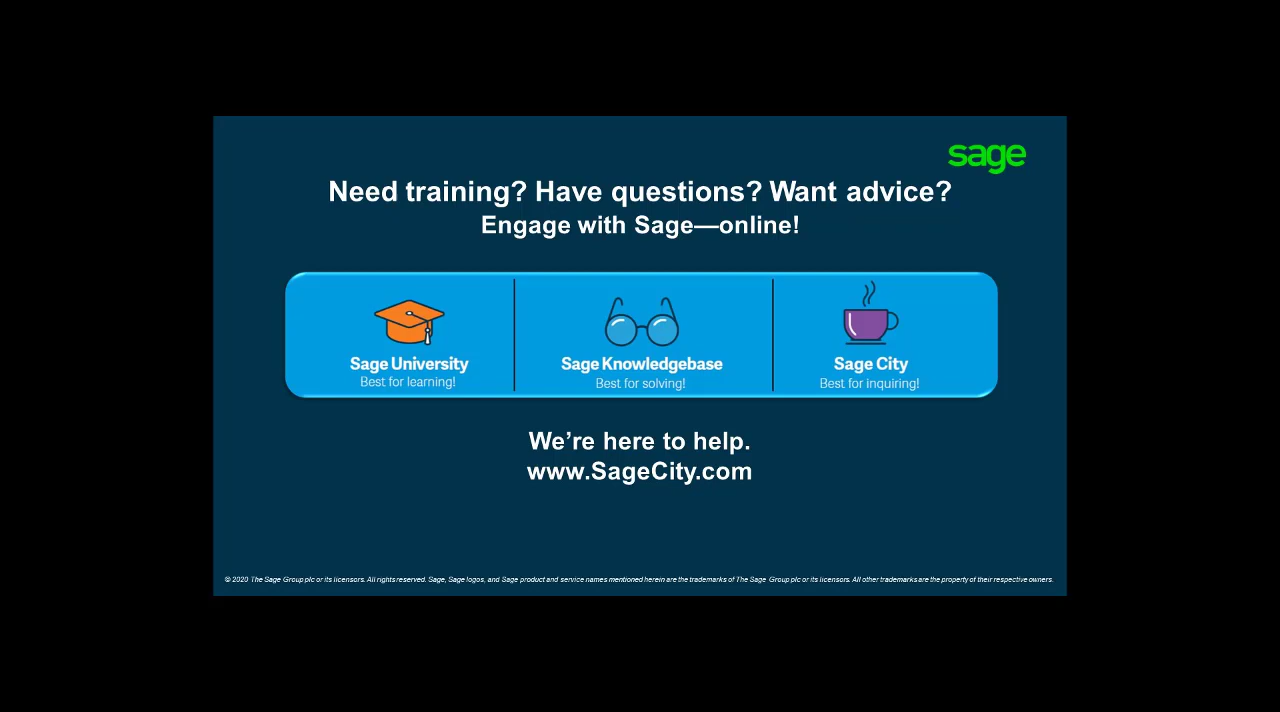 sage
Need training? Have questions? Want advice?
Engage with Sage—online!
Sage University
Best for learning!
Sage Knowledgebase
Best for solving!
Sage City
Best for inquiring!
We’re here to help.
www.SageCity.com
© 2020 The Sage Group plc or its licensors. All rights reserved. Sage, Sage logos, and Sage product and service names mentioned herein are the trademarks of The Sage Group plc or its licensors. All other trademarks are the property of their respective owners.